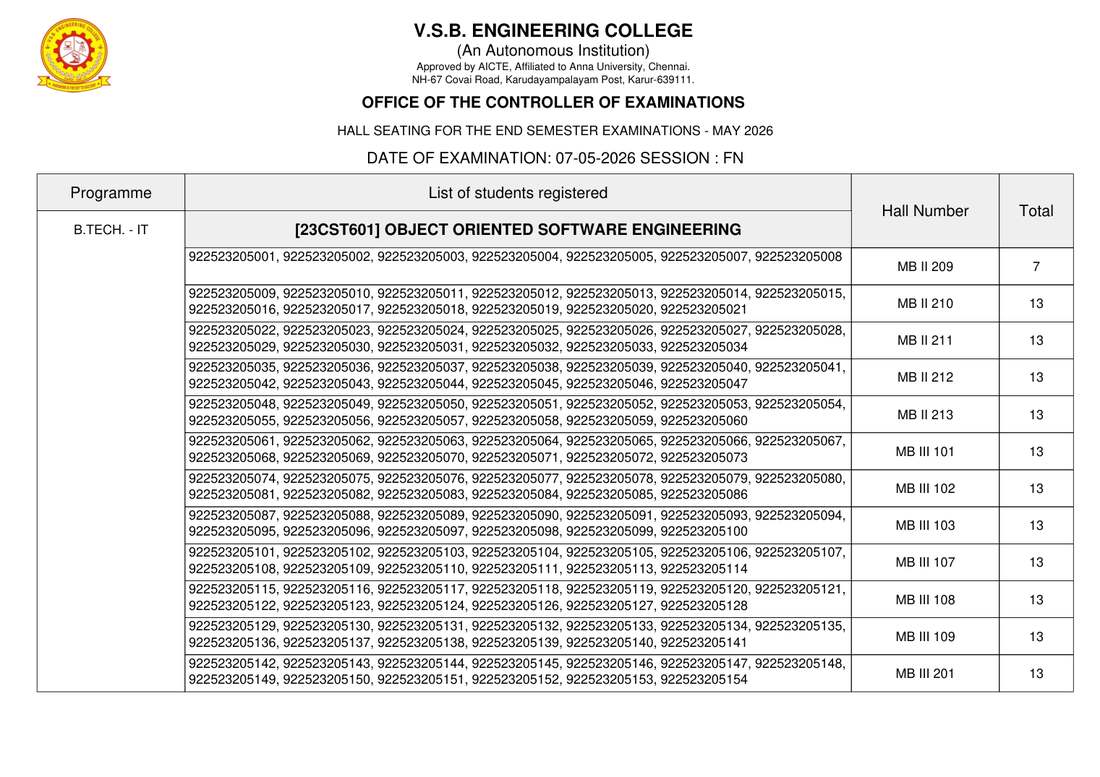 V.S.B. ENGINEERING COLLEGE
(An Autonomous Institution)
Approved by AICTE, Affiliated to Anna University, Chennai.
NH-67 Covai Road, Karudayampalayam Post, Karur-639111.
OFFICE OF THE CONTROLLER OF EXAMINATIONS
HALL SEATING FOR THE END SEMESTER EXAMINATIONS - MAY 2026
DATE OF EXAMINATION: 07-05-2026 SESSION : FN
Programme List of students registered Hall Number Total
B.TECH. - IT [23CST601] OBJECT ORIENTED SOFTWARE ENGINEERING
922523205001, 922523205002, 922523205003, 922523205004, 922523205005, 922523205007, 922523205008
MB II 209 7
922523205009, 922523205010, 922523205011, 922523205012, 922523205013, 922523205014, 922523205015,
922523205016, 922523205017, 922523205018, 922523205019, 922523205020, 922523205021
MB II 210 13
922523205022, 922523205023, 922523205024, 922523205025, 922523205026, 922523205027, 922523205028,
922523205029, 922523205030, 922523205031, 922523205032, 922523205033, 922523205034
MB II 211 13
922523205035, 922523205036, 922523205037, 922523205038, 922523205039, 922523205040, 922523205041,
922523205042, 922523205043, 922523205044, 922523205045, 922523205046, 922523205047
MB II 212 13
922523205048, 922523205049, 922523205050, 922523205051, 922523205052, 922523205053, 922523205054,
922523205055, 922523205056, 922523205057, 922523205058, 922523205059, 922523205060
MB II 213 13
922523205061, 922523205062, 922523205063, 922523205064, 922523205065, 922523205066, 922523205067,
922523205068, 922523205069, 922523205070, 922523205071, 922523205072, 922523205073
MB III 101 13
922523205074, 922523205075, 922523205076, 922523205077, 922523205078, 922523205079, 922523205080,
922523205081, 922523205082, 922523205083, 922523205084, 922523205085, 922523205086
MB III 102 13
922523205087, 922523205088, 922523205089, 922523205090, 922523205091, 922523205093, 922523205094,
922523205095, 922523205096, 922523205097, 922523205098, 922523205099, 922523205100
MB III 103 13
922523205101, 922523205102, 922523205103, 922523205104, 922523205105, 922523205106, 922523205107,
922523205108, 922523205109, 922523205110, 922523205111, 922523205113, 922523205114
MB III 107 13
922523205115, 922523205116, 922523205117, 922523205118, 922523205119, 922523205120, 922523205121,
922523205122, 922523205123, 922523205124, 922523205126, 922523205127, 922523205128
MB III 108 13
922523205129, 922523205130, 922523205131, 922523205132, 922523205133, 922523205134, 922523205135,
922523205136, 922523205137, 922523205138, 922523205139, 922523205140, 922523205141
MB III 109 13
922523205142, 922523205143, 922523205144, 922523205145, 922523205146, 922523205147, 922523205148,
922523205149, 922523205150, 922523205151, 922523205152, 922523205153, 922523205154
MB III 201 13